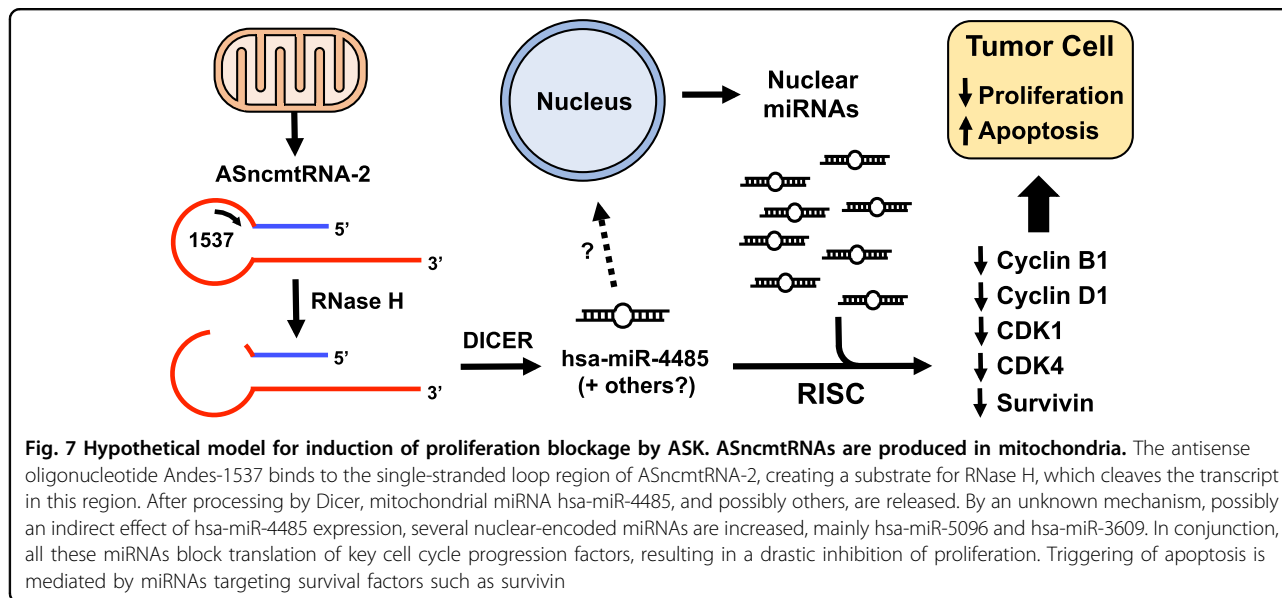 ASncmtRNA-2
1537
5’
3’
RNase H
5’
3’
DICER
Nucleus
?
hsa-miR-4485
(+ others?)
Nuclear
miRNAs
RISC
Tumor Cell
↓ Proliferation
↑ Apoptosis
↓ Cyclin B1
↓ Cyclin D1
↓ CDK1
↓ CDK4
↓ Survivin
Fig. 7 Hypothetical model for induction of proliferation blockage by ASK. ASncmtRNAs are produced in mitochondria. The antisense
oligonucleotide Andes-1537 binds to the single-stranded loop region of ASncmtRNA-2, creating a substrate for RNase H, which cleaves the transcript
in this region. After processing by Dicer, mitochondrial miRNA hsa-miR-4485, and possibly others, are released. By an unknown mechanism, possibly
an indirect effect of hsa-miR-4485 expression, several nuclear-encoded miRNAs are increased, mainly hsa-miR-5096 and hsa-miR-3609. In conjunction,
all these miRNAs block translation of key cell cycle progression factors, resulting in a drastic inhibition of proliferation. Triggering of apoptosis is
mediated by miRNAs targeting survival factors such as survivin